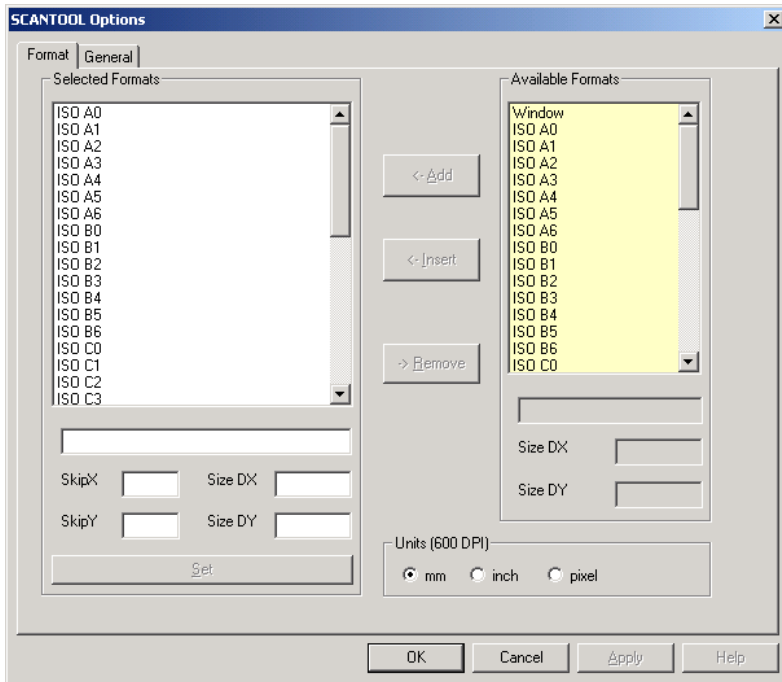 SCANTOOL Options
Format
General
Selected Formats
ISO A0
ISO A1
ISO A2
ISO A3
ISO A4
ISO A5
ISO A6
ISO B0
ISO B1
ISO B2
ISO B3
ISO B4
ISO B5
ISO B6
ISO C0
ISO C1
ISO C2
ISO C3
SkipX
Size DX
SkipY
Size DY
Set
<- Add
<- Insert
-> Remove
Available Formats
Window
ISO A0
ISO A1
ISO A2
ISO A3
ISO A4
ISO A5
ISO A6
ISO B0
ISO B1
ISO B2
ISO B3
ISO B4
ISO B5
ISO B6
ISO C0
Size DX
Size DY
Units (600 DPI)
mm
inch
pixel
OK
Cancel
Apply
Help